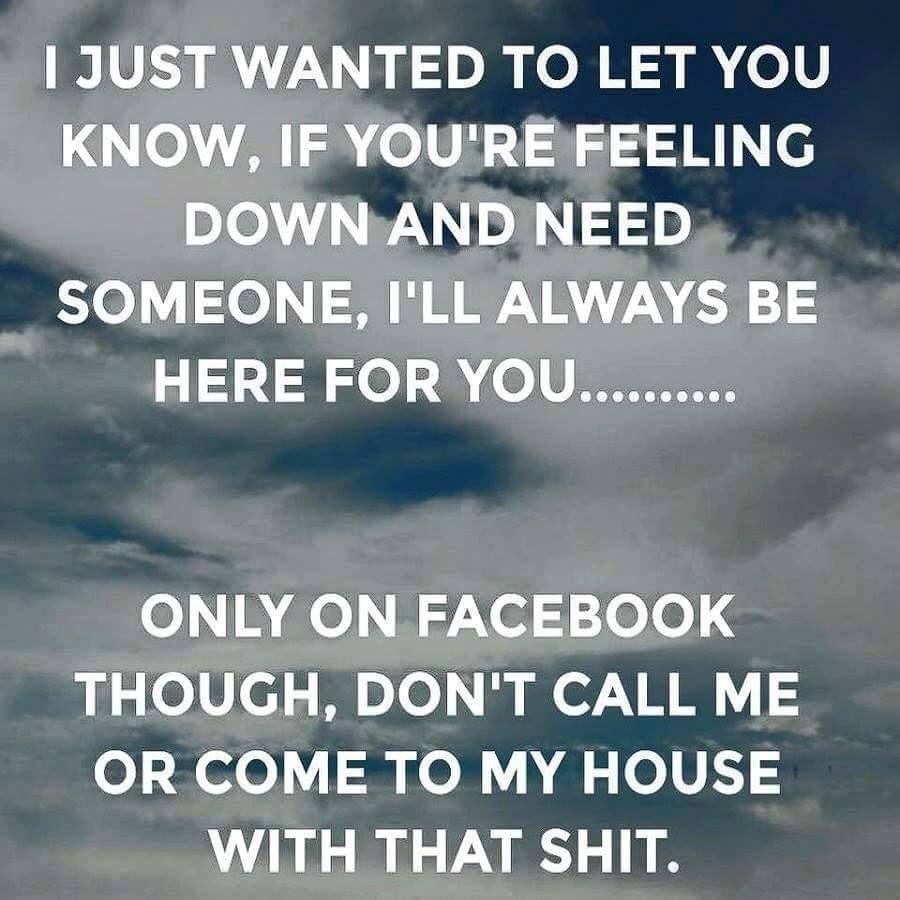 I JUST WANTED TO LET YOU
KNOW, IF YOU'RE FEELING
DOWN AND NEED
SOMEONE, I'LL ALWAYS BE
HERE FOR YOU..........
ONLY ON FACEBOOK
THOUGH, DON'T CALL ME
OR COME TO MY HOUSE
WITH THAT SHIT.